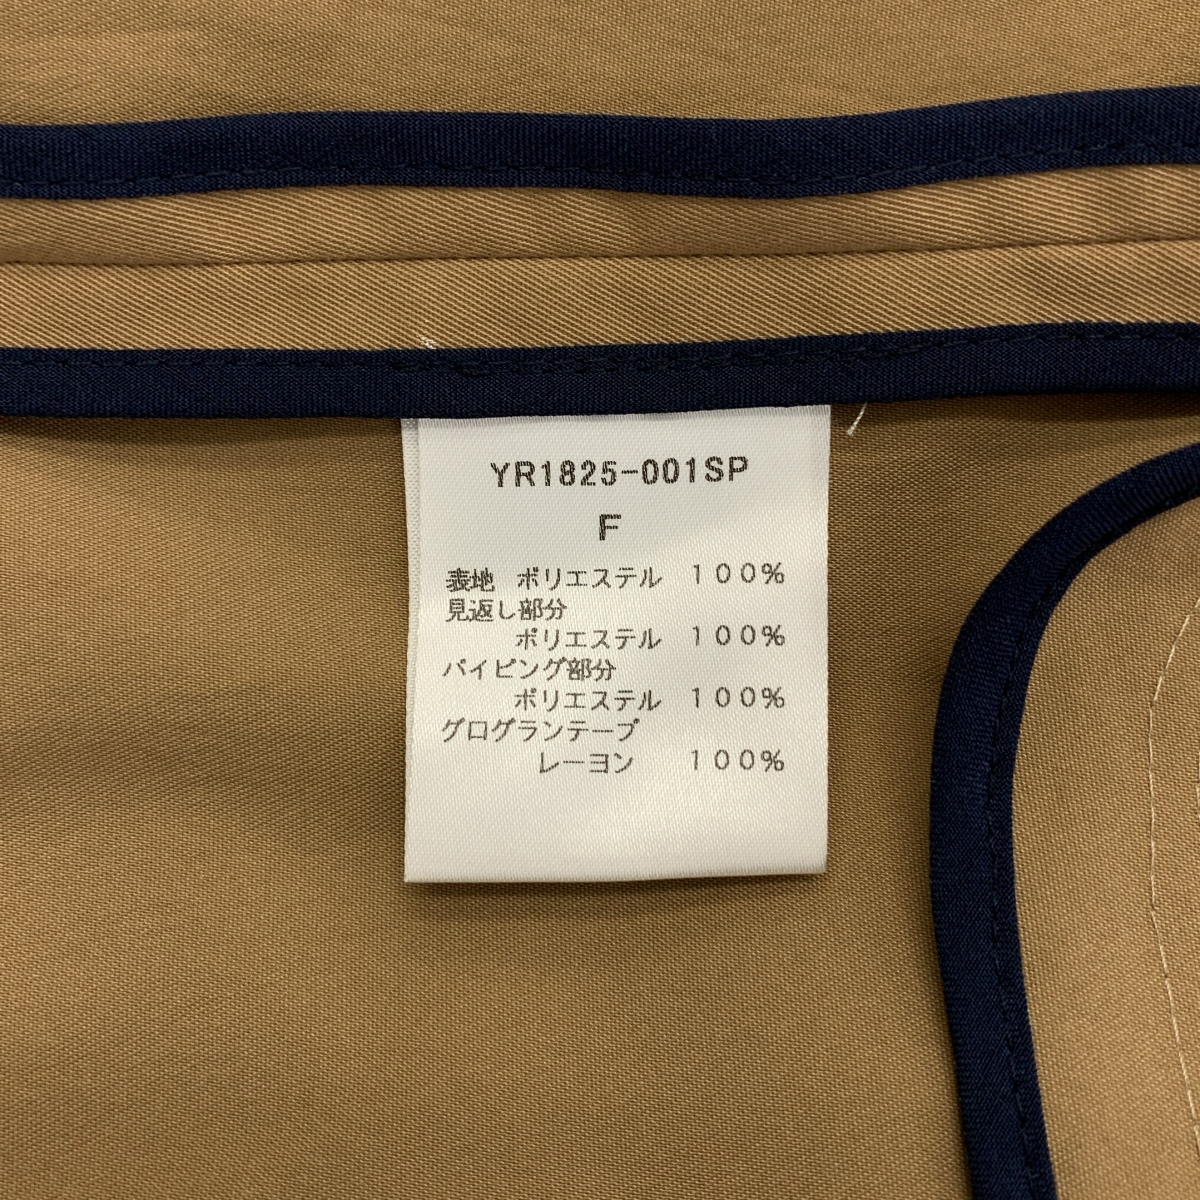 YR1825-001SP
F
表地 ポリエステル 100%
見返し部分
ポリエステル 100%
パイピング部分
ポリエステル 100%
グログランテープ
レーヨン 100%